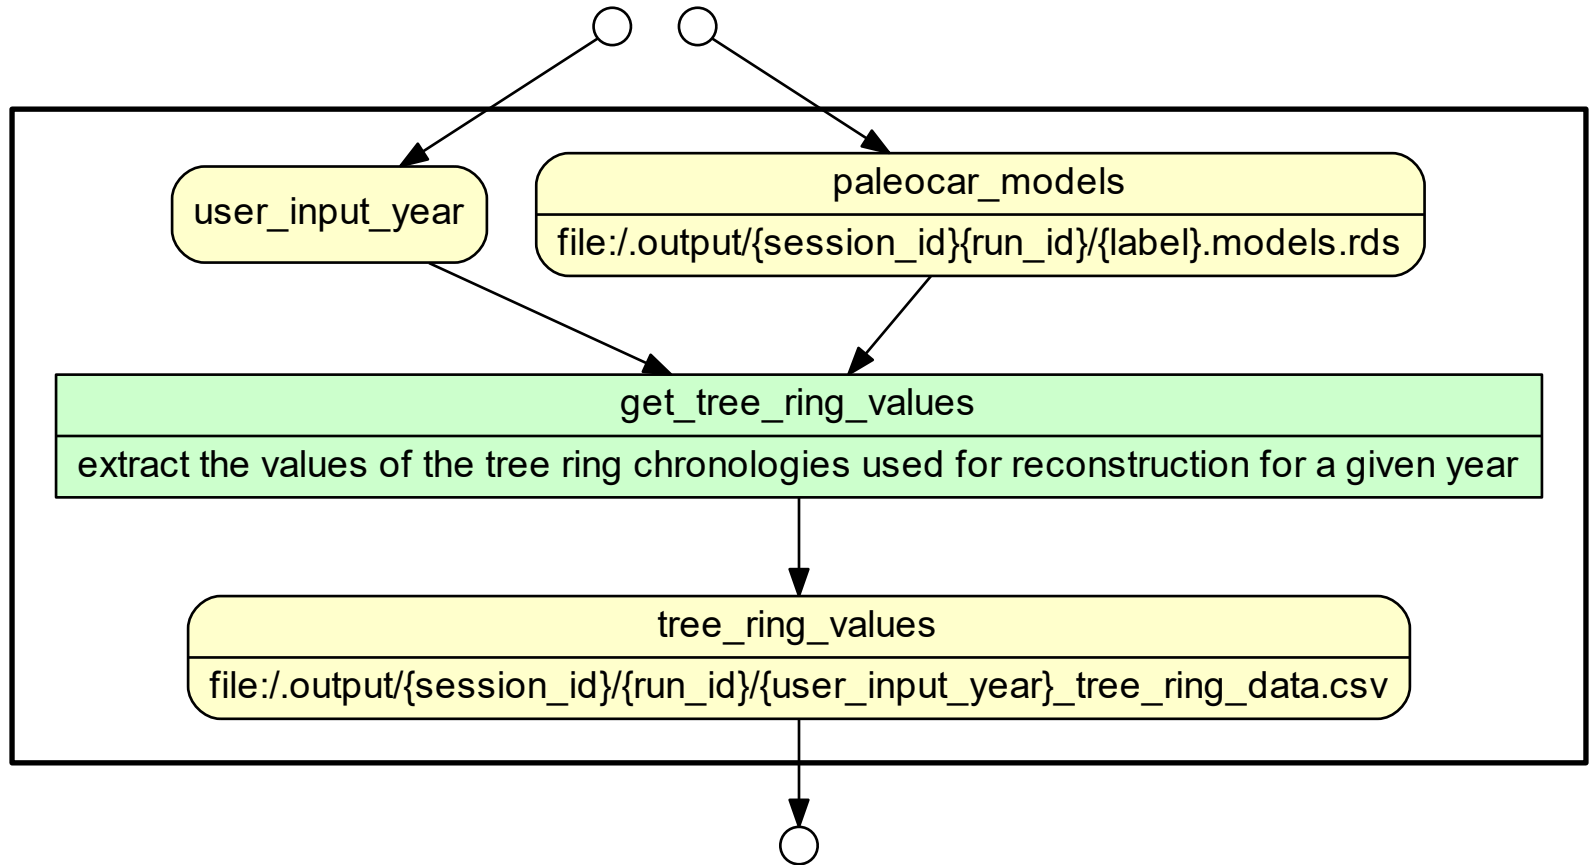 user_input_year
paleocar_models
file:/.output/{session_id}{run_id}/{label}.models.rds
get_tree_ring_values
extract the values of the tree ring chronologies used for reconstruction for a given year
tree_ring_values
file:/.output/{session_id}/{run_id}/{user_input_year}_tree_ring_data.csv